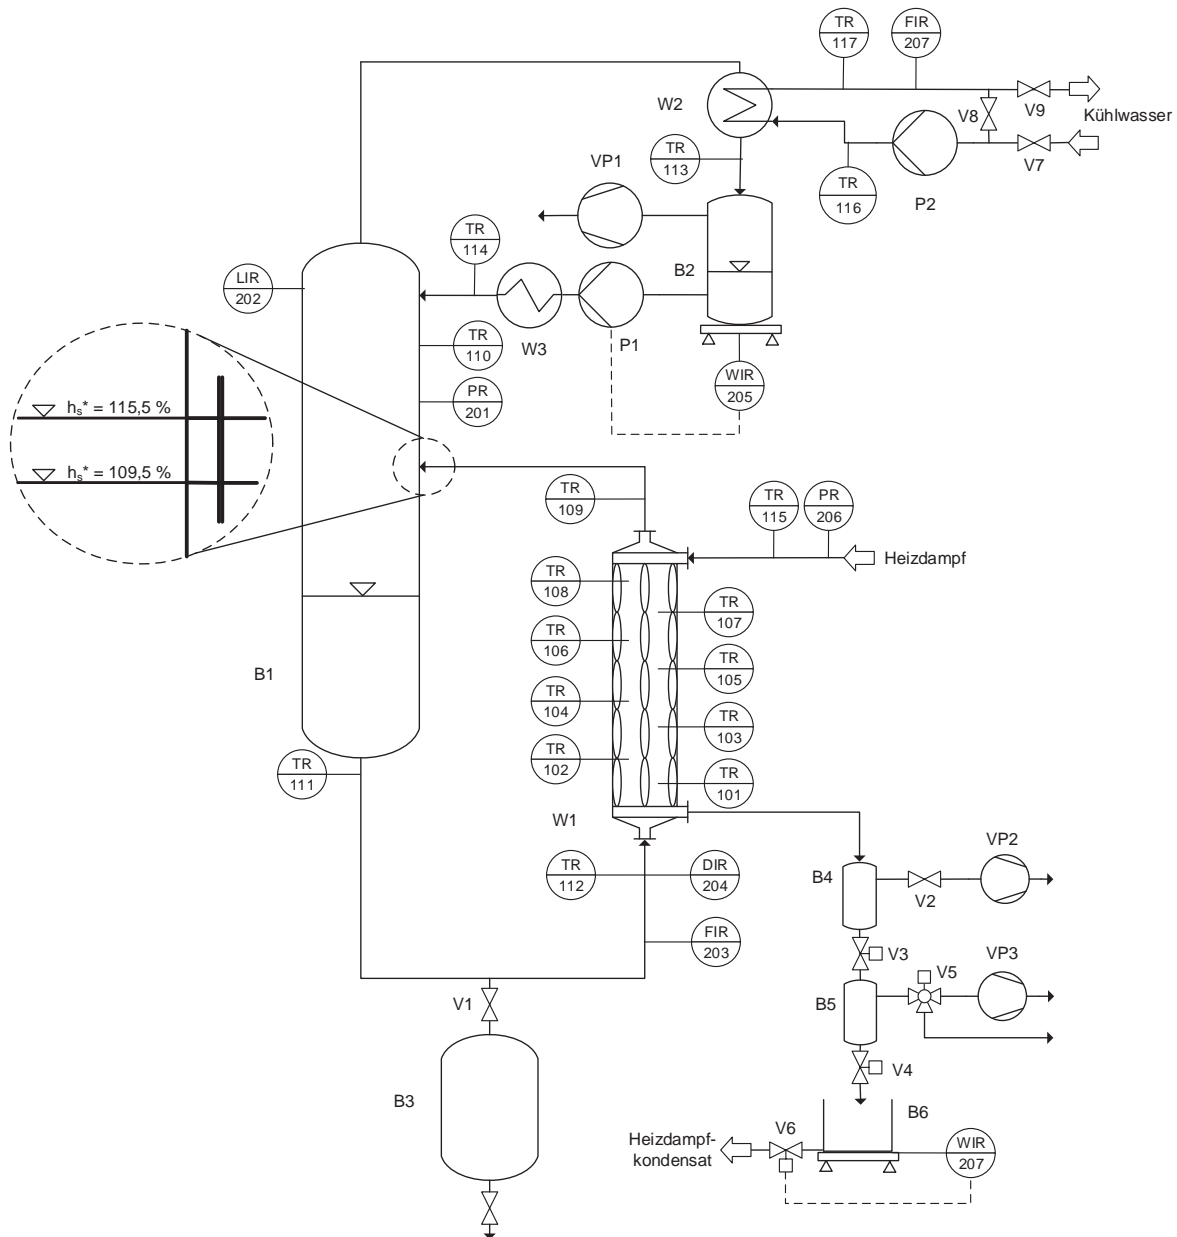 TR
117
FIR
207
W2
V8
V9
Kühlwasser
V7
TR
113
VP1
TR
116
P2
TR
114
LIR
202
B2
W3
P1
TR
110
WIR
205
PR
201
hs* = 115,5 %
hs* = 109,5 %
TR
109
TR
115
PR
206
Heizdampf
TR
108
TR
107
TR
106
TR
105
B1
TR
104
TR
103
TR
102
TR
101
TR
111
W1
VP2
TR
112
DIR
204
B4
V2
FIR
203
V3
V5
VP3
V1
B5
V4
B3
B6
Heizdampf-
kondensat
V6
WIR
207